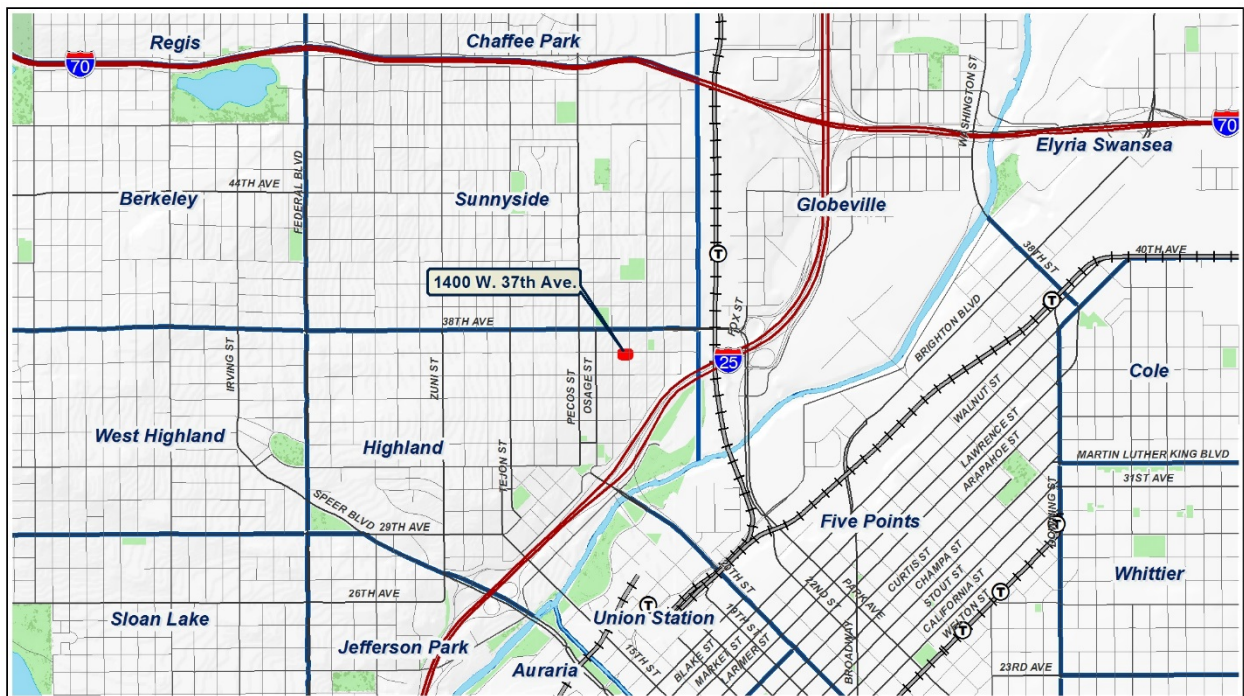 Regis
Chaffee Park
70
WASHINGTON ST
70
Elyria Swansea
FEDERAL BLVD
44TH AVE
Berkeley
Sunnyside
Globeville
38TH ST
40TH AVE
T
1400 W. 37th Ave.
T
38TH AVE
FOX ST
BRIGHTON BLVD
IRVING ST
ZUNI ST
PECOS ST
OSAGE ST
25
Cole
WALNUT ST
LAWRENCE ST
ARAPAHOE ST
West Highland
Highland
TEJON ST
MARTIN LUTHER KING BLVD
31ST AVE
SPEER BLVD
29TH AVE
Five Points
DOWNING ST
T
CURTIS ST
CHAMPA ST
STOUT ST
CALIFORNIA ST
WELTON ST
Whittier
20TH ST
22ND ST
PARK AVE
T
26TH AVE
T
Sloan Lake
Union Station
19TH ST
T
Jefferson Park
15TH ST
BLAKE ST
MARKET ST
LARIMER ST
BROADWAY
23RD AVE
Auraria